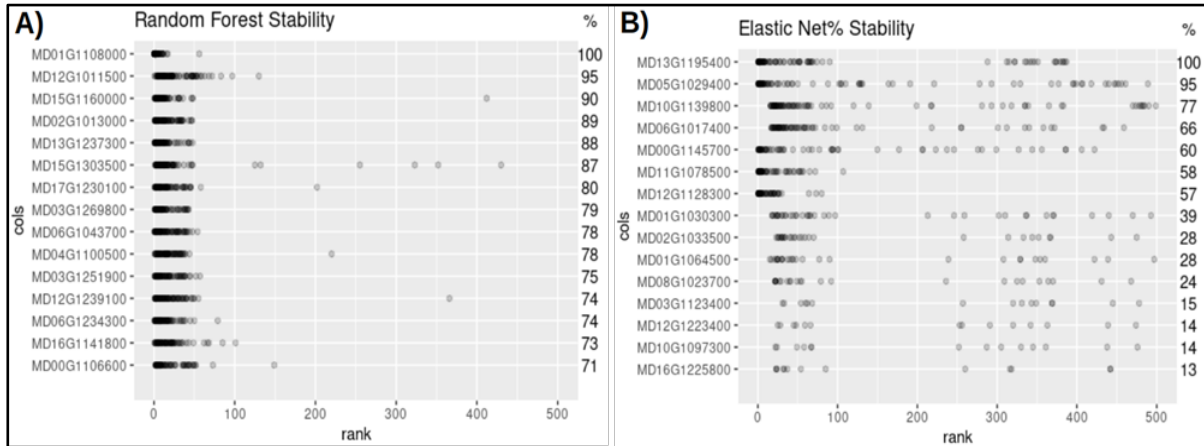 A) Random Forest Stability %
MD01G1108000 100
MD12G1011500 95
MD15G1160000 90
MD02G1013000 89
MD13G1237300 88
MD15G1303500 87
MD17G1230100 80
MD03G1269800 79
MD06G1043700 78
MD04G1100500 78
MD03G1251900 75
MD12G1239100 74
MD06G1234300 74
MD16G1141800 73
MD00G1106600 71
cols
0 100 200 300 400 500
rank
B) Elastic Net% Stability %
MD13G1195400 100
MD05G1029400 95
MD10G1139800 77
MD06G1017400 66
MD00G1145700 60
MD11G1078500 58
MD12G1128300 57
MD01G1030300 39
MD02G1033500 28
MD01G1064500 28
MD08G1023700 24
MD03G1123400 15
MD12G1223400 14
MD10G1097300 14
MD16G1225800 13
cols
0 100 200 300 400 500
rank